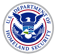 U.S. DEPARTMENT OF
HOMELAND SECURITY